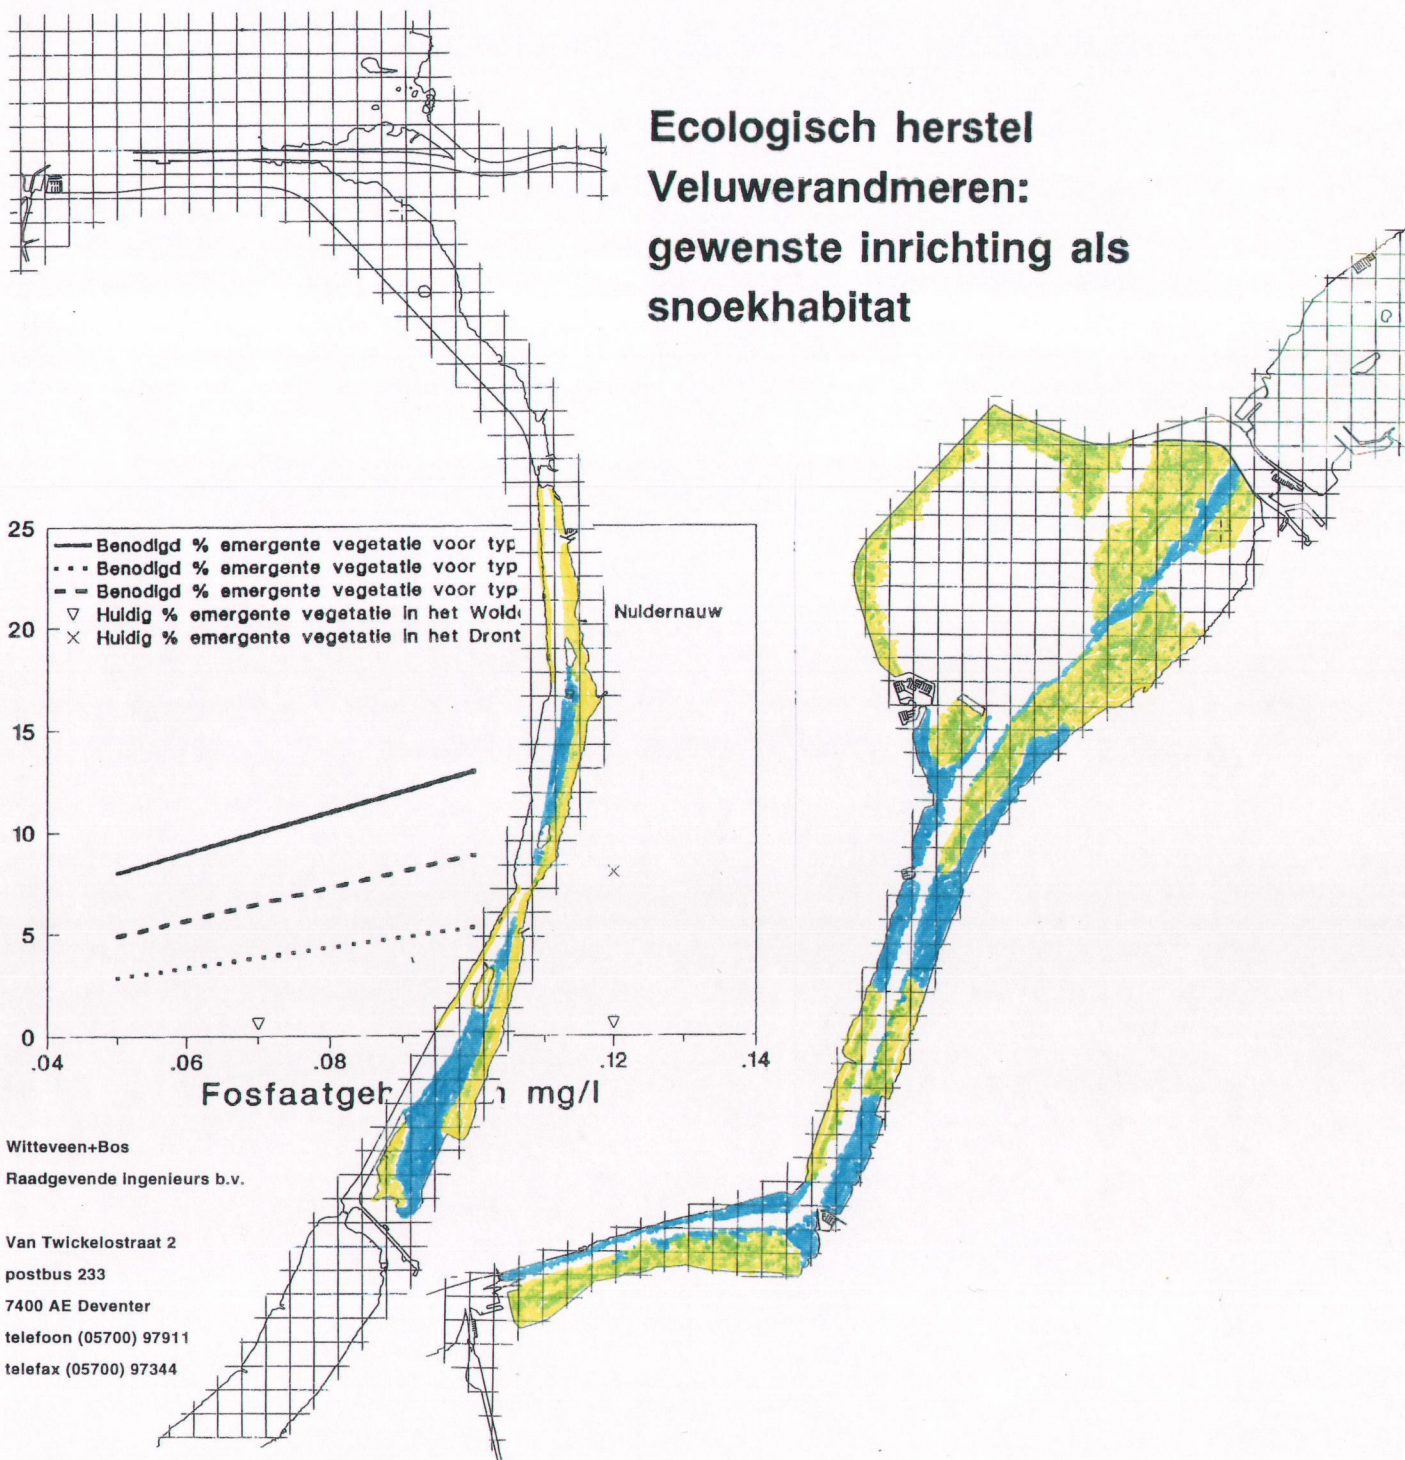 Ecologisch herstel
Veluwerandmeren:
gewenste inrichting als
snoekhabitat
25
20
15
10
5
0
Benodigd % emergente vegetatie voor typ
Benodigd % emergente vegetatie voor typ
Benodigd % emergente vegetatie voor typ
Huidig % emergente vegetatie in het Wold
Nuldernauw
Huidig % emergente vegetatie in het Dront
.04
.06
.08
.12
.14
Fosfaatgeh
mg/l
Witteveen+Bos
Raadgevende ingenieurs b.v.
Van Twickelostraat 2
postbus 233
7400 AE Deventer
telefoon (05700) 97911
telefax (05700) 97344